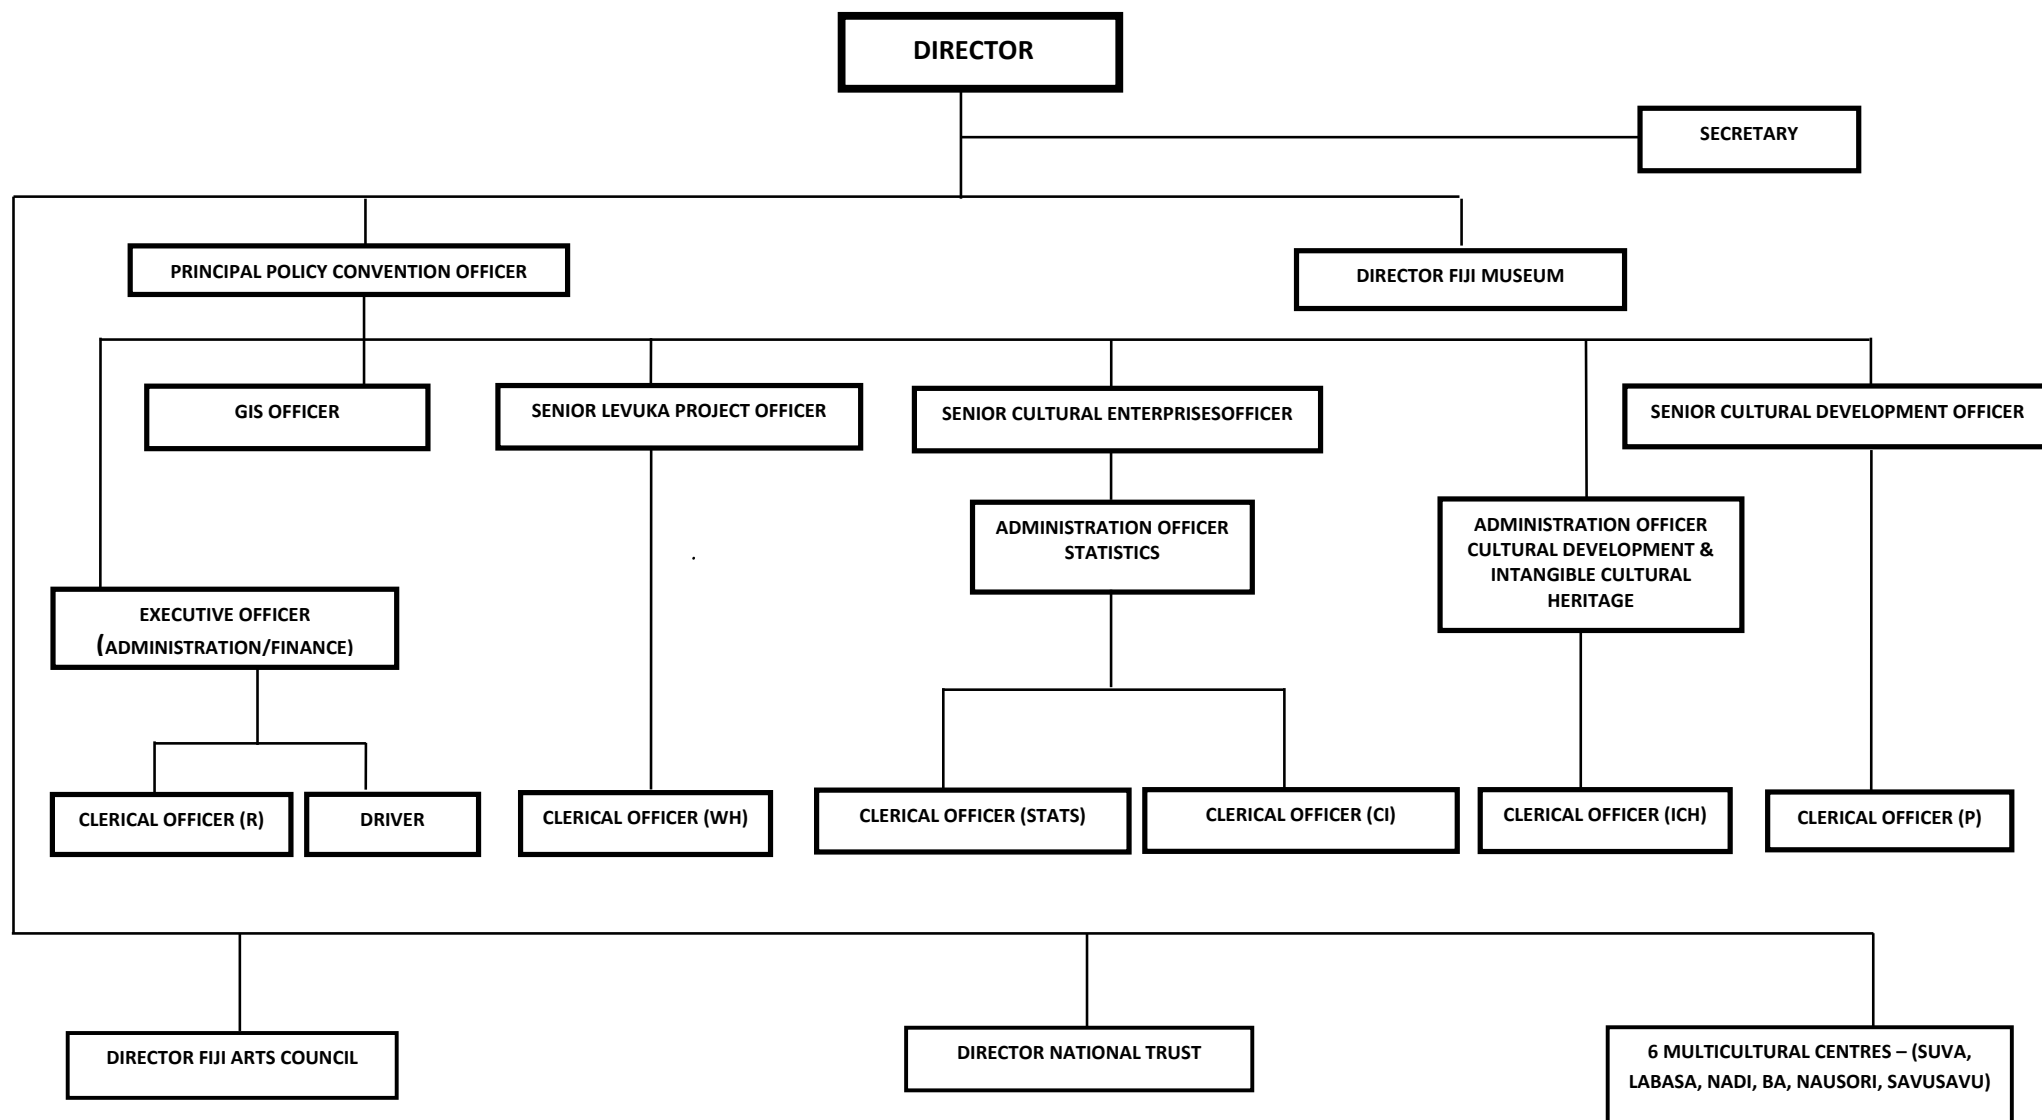 DIRECTOR
SECRETARY
PRINCIPAL POLICY CONVENTION OFFICER
DIRECTOR FIJI MUSEUM
GIS OFFICER
SENIOR LEVUKA PROJECT OFFICER
SENIOR CULTURAL ENTERPRISESOFFICER
SENIOR CULTURAL DEVELOPMENT OFFICER
ADMINISTRATION OFFICER
STATISTICS
ADMINISTRATION OFFICER
CULTURAL DEVELOPMENT &
INTANGIBLE CULTURAL
HERITAGE
.
EXECUTIVE OFFICER
(ADMINISTRATION/FINANCE)
CLERICAL OFFICER (R)
DRIVER
CLERICAL OFFICER (WH)
CLERICAL OFFICER (STATS)
CLERICAL OFFICER (CI)
CLERICAL OFFICER (ICH)
CLERICAL OFFICER (P)
DIRECTOR FIJI ARTS COUNCIL
DIRECTOR NATIONAL TRUST
6 MULTICULTURAL CENTRES – (SUVA,
LABASA, NADI, BA, NAUSORI, SAVUSAVU)